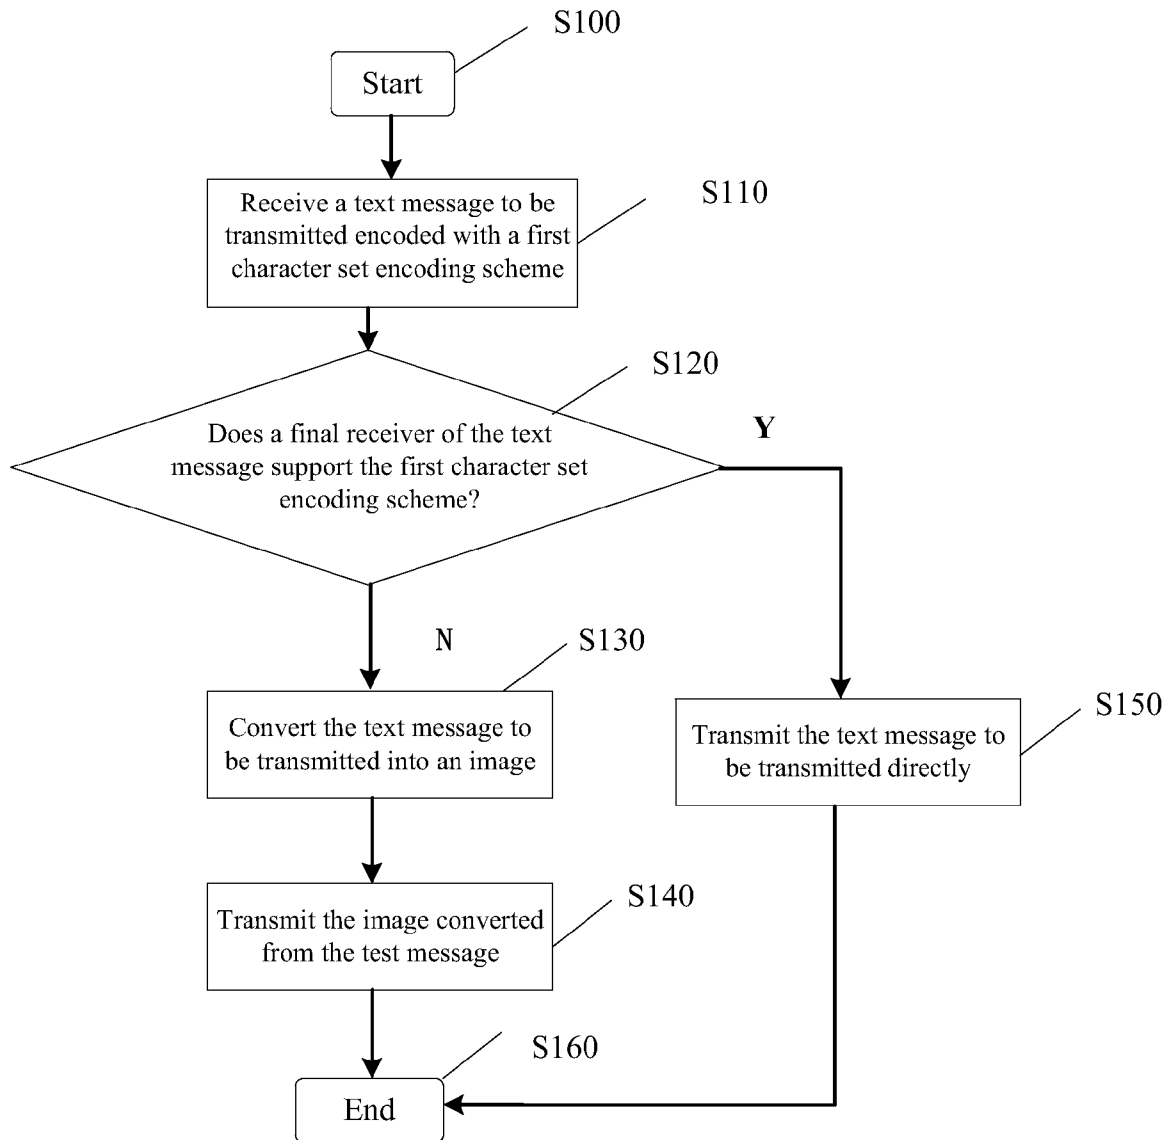 S100
Start
S110
Receive a text message to be
transmitted encoded with a first
character set encoding scheme
S120
Y
Does a final receiver of the text
message support the first character set
encoding scheme?
N
S130
Convert the text message to
be transmitted into an image
S150
Transmit the text message to
be transmitted directly
S140
Transmit the image converted
from the test message
S160
End